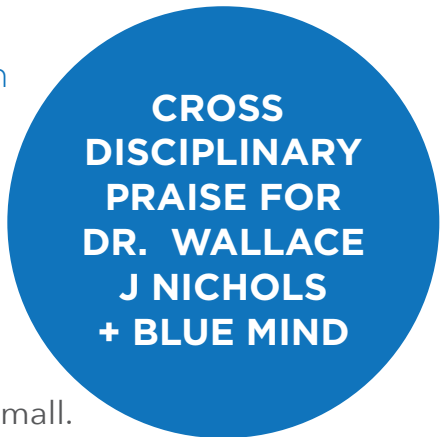 CROSS
DISCIPLINARY
PRAISE FOR
DR. WALLACE
J NICHOLS
+ BLUE MIND
mall.